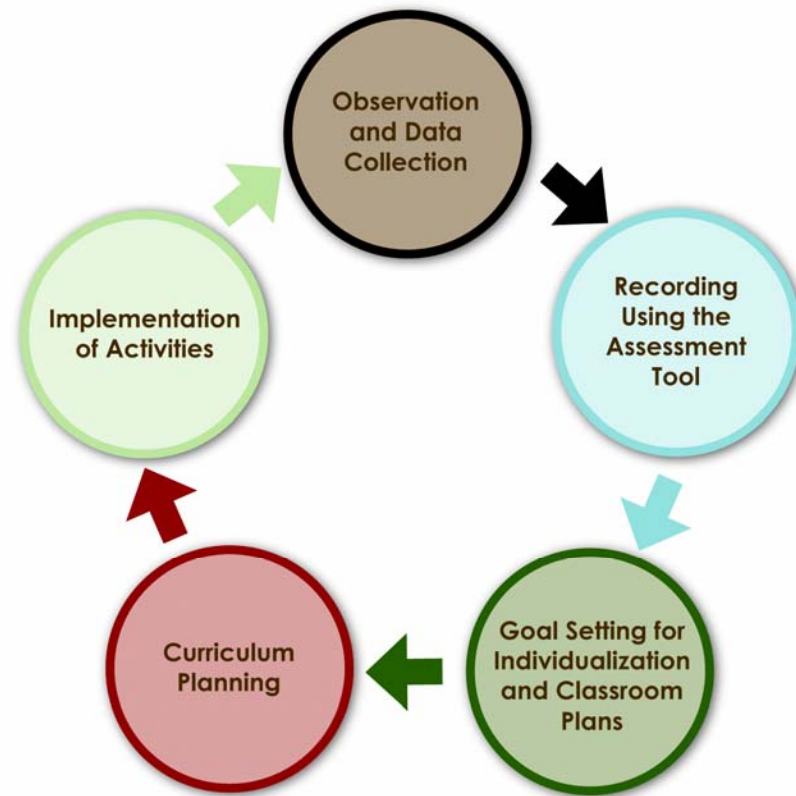 Observation
and Data
Collection
Recording
Using the
Assessment
Tool
Goal Setting for
Individualization
and Classroom
Plans
Curriculum
Planning
Implementation
of Activities